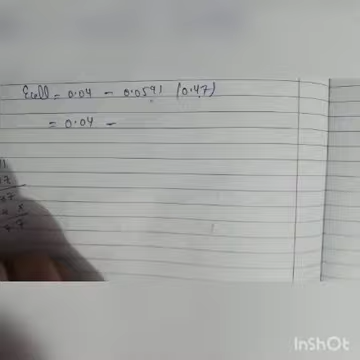 Ecell = 0.04 - 0.0591 (0.47)
= 0.04 -
InShOt